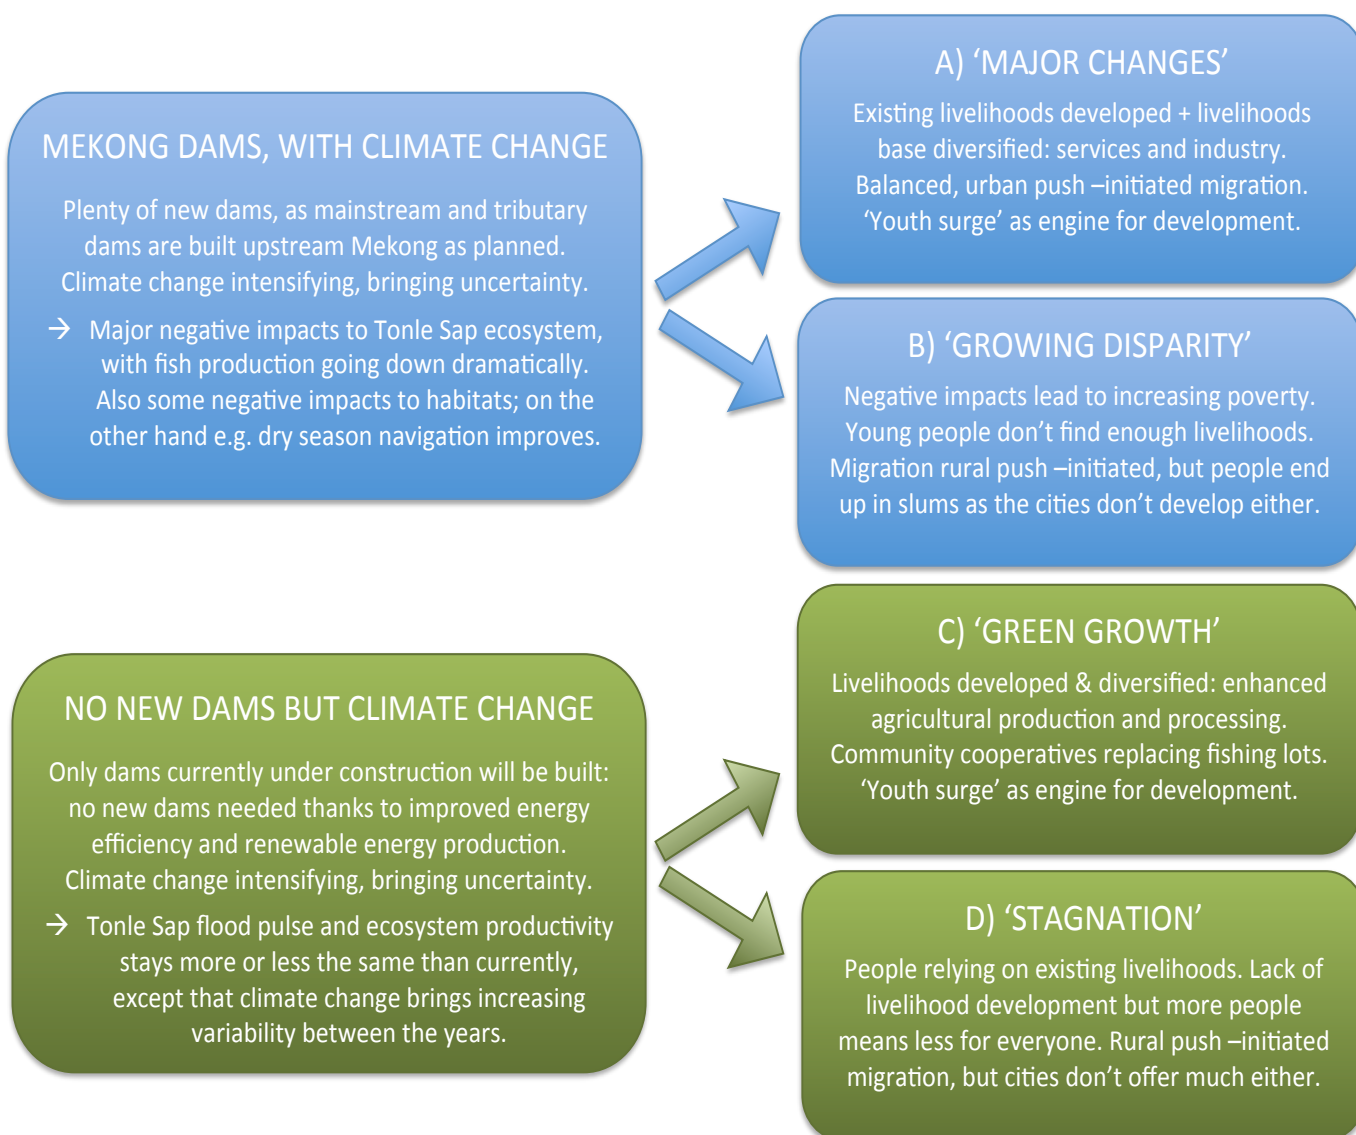 MEKONG DAMS, WITH CLIMATE CHANGE
Plenty of new dams, as mainstream and tributary
dams are built upstream Mekong as planned.
Climate change intensifying, bringing uncertainty.
→ Major negative impacts to Tonle Sap ecosystem,
with fish production going down dramatically.
Also some negative impacts to habitats; on the
other hand e.g. dry season navigation improves.
A) ‘MAJOR CHANGES’
Existing livelihoods developed + livelihoods
base diversified: services and industry.
Balanced, urban push –initiated migration.
‘Youth surge’ as engine for development.
B) ‘GROWING DISPARITY’
Negative impacts lead to increasing poverty.
Young people don’t find enough livelihoods.
Migration rural push –initiated, but people end
up in slums as the cities don’t develop either.
NO NEW DAMS BUT CLIMATE CHANGE
Only dams currently under construction will be built:
no new dams needed thanks to improved energy
efficiency and renewable energy production.
Climate change intensifying, bringing uncertainty.
→ Tonle Sap flood pulse and ecosystem productivity
stays more or less the same than currently,
except that climate change brings increasing
variability between the years.
C) ‘GREEN GROWTH’
Livelihoods developed & diversified: enhanced
agricultural production and processing.
Community cooperatives replacing fishing lots.
‘Youth surge’ as engine for development.
D) ‘STAGNATION’
People relying on existing livelihoods. Lack of
livelihood development but more people
means less for everyone. Rural push –initiated
migration, but cities don’t offer much either.